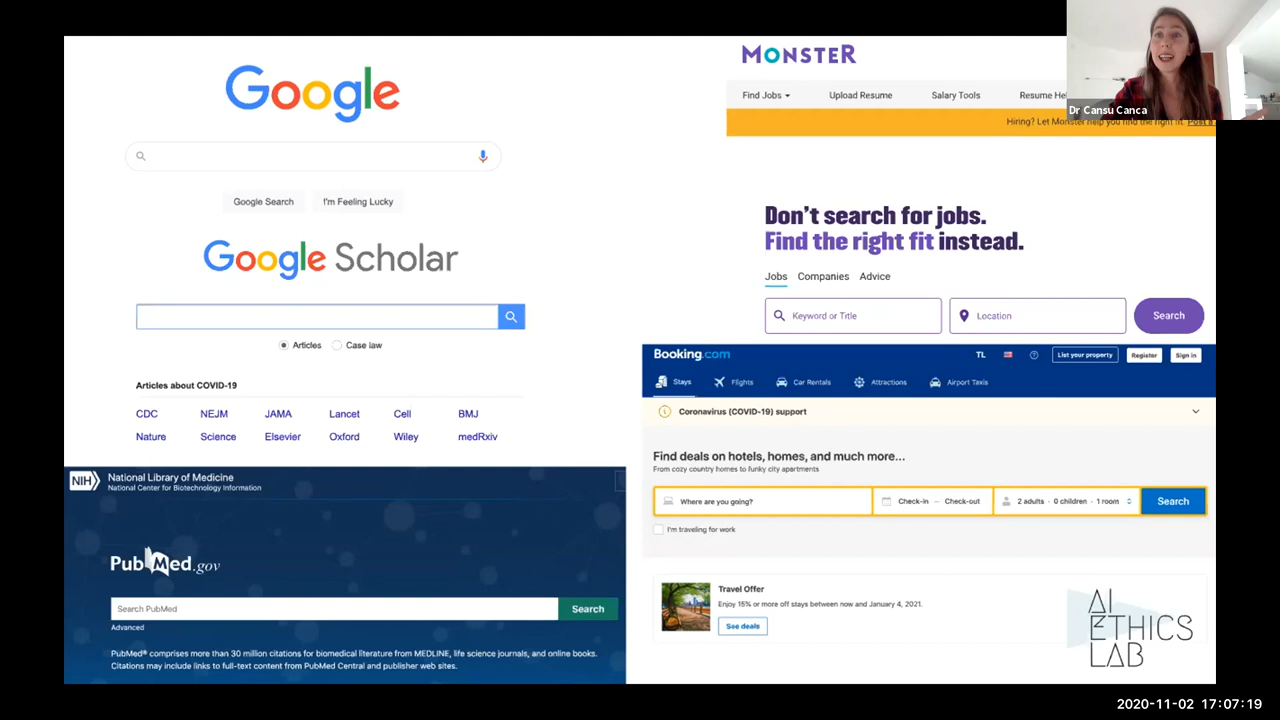 Google
Google Search
I'm Feeling Lucky
Google Scholar
Articles
Case law
Articles about COVID-19
CDC NEJM JAMA Lancet Cell BMJ
Nature Science Elsevier Oxford Wiley medRxiv
NIH National Library of Medicine
National Center for Biotechnology Information
PubMed.gov
Search PubMed
Search
Advanced
PubMed® comprises more than 30 million citations for biomedical literature from MEDLINE, life science journals, and online books.
Citations may include links to full-text content from PubMed Central and publisher web sites.
MONSTER
Find Jobs Upload Resume Salary Tools Resume
Hiring? Let Monster help you find the right fit. Post a
Dr Cansu Canca
Don't search for jobs.
Find the right fit instead.
Jobs Companies Advice
Keyword or Title
Location
Search
Booking.com
TL
List your property
Register
Sign in
Stays Flights Car Rentals Attractions Airport Taxis
Coronavirus (COVID-19) support
Find deals on hotels, homes, and much more...
From cozy country homes to funky city apartments
Where are you going?
Check-in — Check-out
2 adults · 0 children · 1 room
Search
I'm traveling for work
Travel Offer
Enjoy 15% or more off stays between now and January 4, 2021.
See deals
AI
ETHICS
LAB
2020-11-02 17:07:19